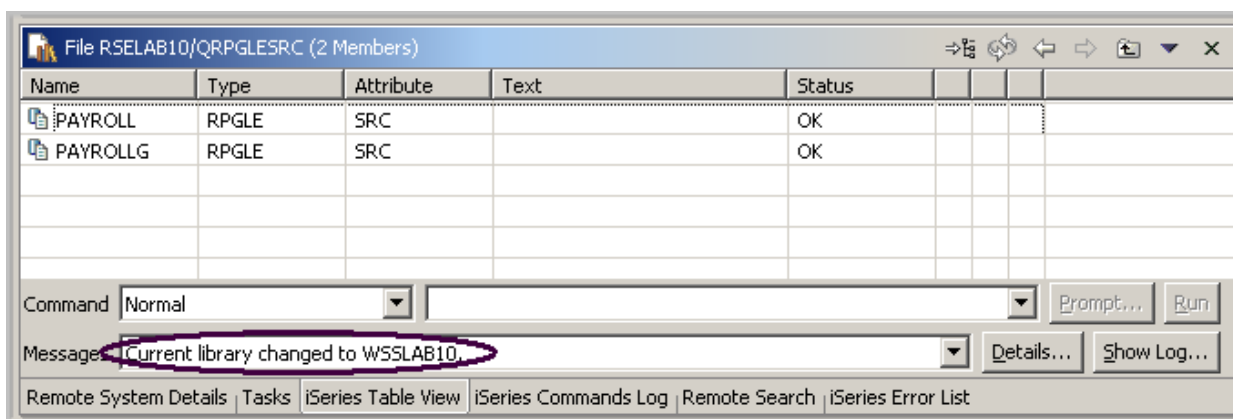 File RSELAB10/QRPGLESRC (2 Members)
Name Type Attribute Text Status
PAYROLL RPGLE SRC OK
PAYROLLG RPGLE SRC OK
Command Normal Prompt... Run
Messages Current library changed to WSSLAB10. Details... Show Log...
Remote System Details Tasks iSeries Table View iSeries Commands Log Remote Search iSeries Error List